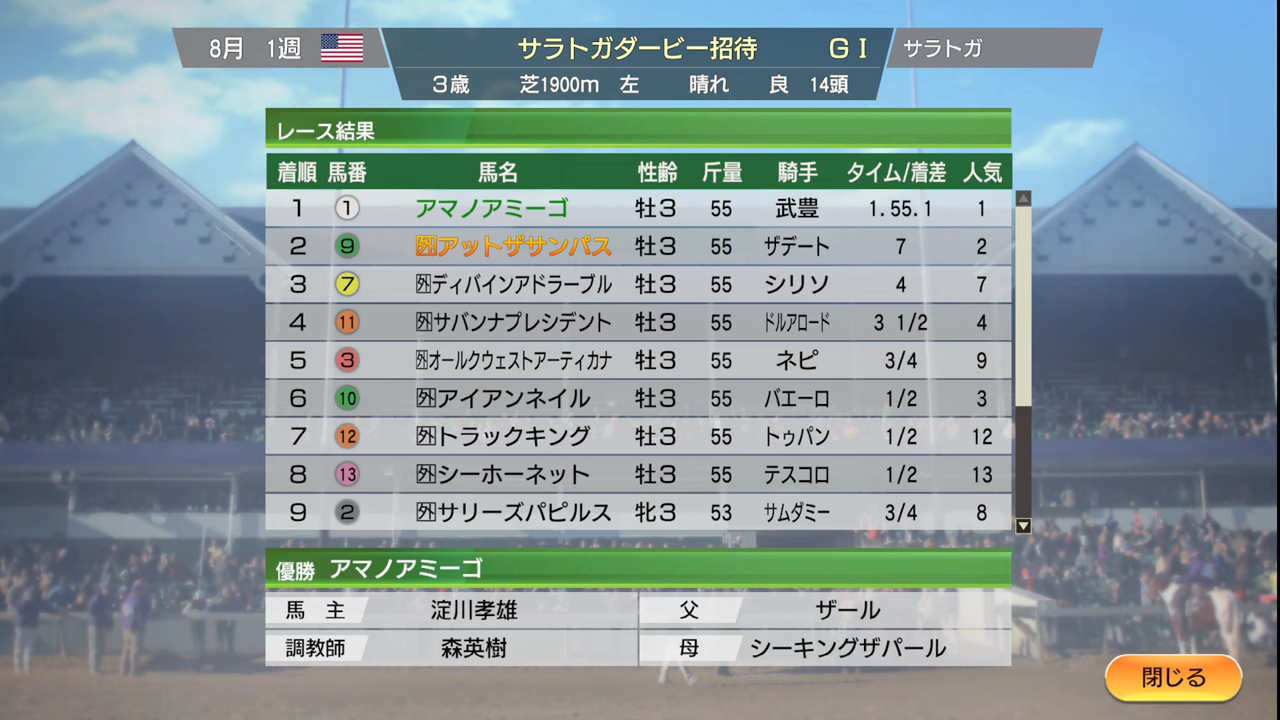 8月 1週 サラトガダービー招待 GⅠ サラトガ
3歳 芝1900m 左 晴れ 良 14頭
レース結果
着順 馬番 馬名 性齢 斤量 騎手 タイム/着差 人気
1 1 アマノアミーゴ 牡3 55 武豊 1.55.1 1
2 9 外アットザサンパス 牡3 55 ザデート 7 2
3 7 外ディバインアドラーブル 牡3 55 シリソ 4 7
4 11 外サバンナプレシデント 牡3 55 ドルアロード 3 1/2 4
5 3 外オールクウェストアーティカナ 牡3 55 ネピ 3/4 9
6 10 外アイアンネイル 牡3 55 バエーロ 1/2 3
7 12 外トラックキング 牡3 55 トゥパン 1/2 12
8 13 外シーホーネット 牡3 55 テスコロ 1/2 13
9 2 外サリーズパピルス 牝3 53 サムダミー 3/4 8
優勝 アマノアミーゴ
馬主 淀川孝雄 父 ザール
調教師 森英樹 母 シーキングザパール
閉じる